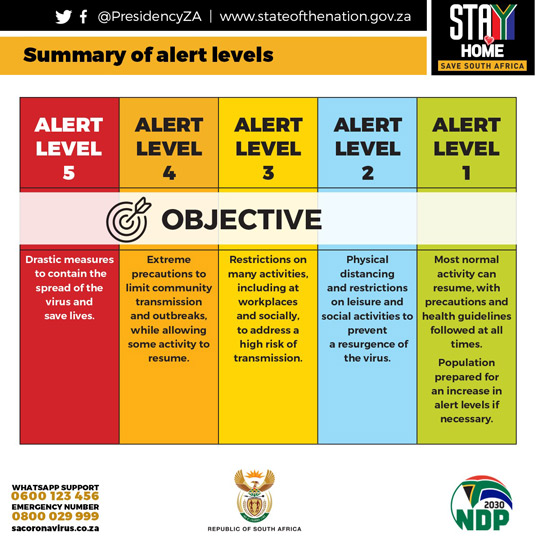 @PresidencyZA | www.stateofthenation.gov.za
STAY
HOME
SAVE SOUTH AFRICA
Summary of alert levels
ALERT
LEVEL
5
ALERT
LEVEL
4
ALERT
LEVEL
3
ALERT
LEVEL
2
ALERT
LEVEL
1
OBJECTIVE
Drastic measures
to contain the
spread of the
virus and
save lives.
Extreme
precautions to
limit community
transmission
and outbreaks,
while allowing
some activity to
resume.
Restrictions on
many activities,
including at
workplaces
and socially,
to address a
high risk of
transmission.
Physical
distancing
and restrictions
on leisure and
social activities to
prevent
a resurgence of
the virus.
Most normal
activity can
resume, with
precautions and
health guidelines
followed at all
times.
Population
prepared for
an increase in
alert levels if
necessary.
WHATSAPP SUPPORT
0600 123 456
EMERGENCY NUMBER
0800 029 999
sacoronavirus.co.za
REPUBLIC OF SOUTH AFRICA
2030
NDP